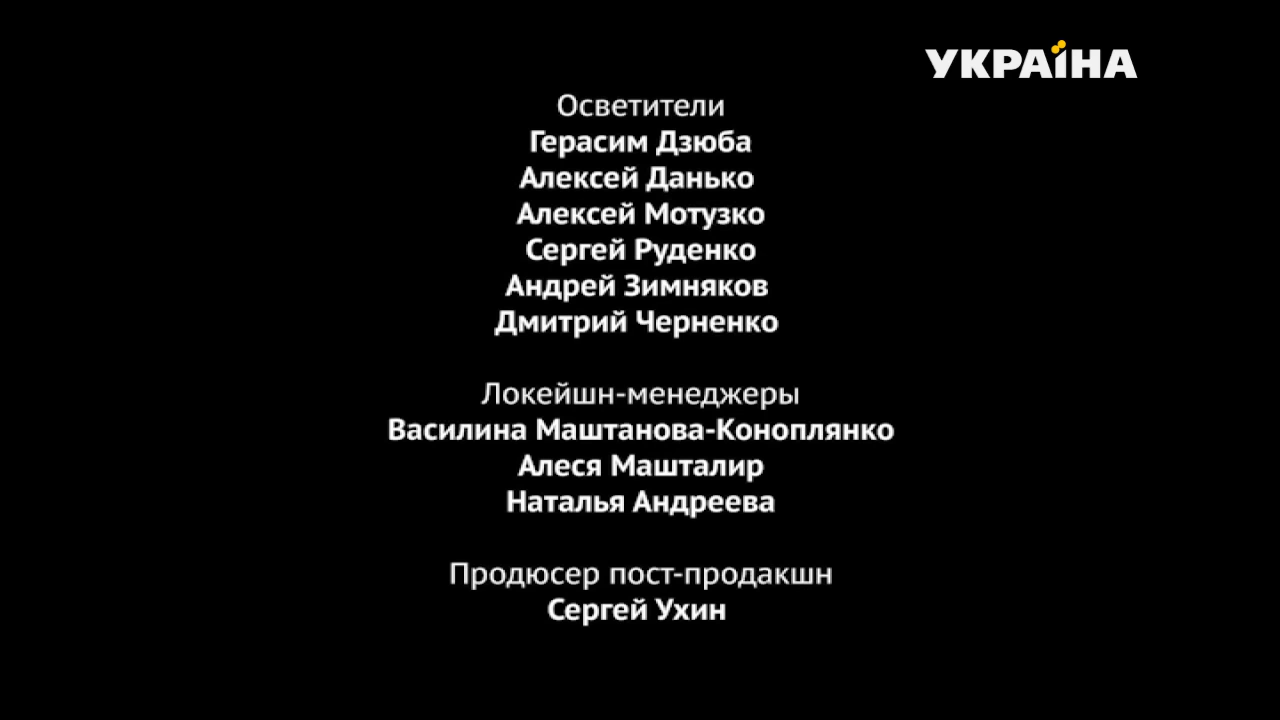 УКРАЇНА
Осветители
Герасим Дзюба
Алексей Данько
Алексей Мотузко
Сергей Руденко
Андрей Зимняков
Дмитрий Черненко
Локейшн-менеджеры
Василина Маштанова-Коноплянко
Алеся Машталир
Наталья Андреева
Продюсер пост-продакшн
Сергей Ухин